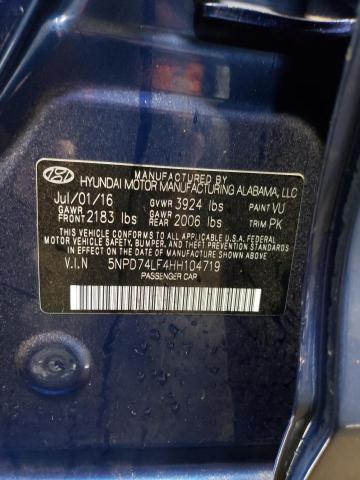 MANUFACTURED BY
HYUNDAI MOTOR MANUFACTURING ALABAMA, LLC
Jul/01/16 GVWR 3924 lbs PAINT VU
GAWR FRONT 2183 lbs GAWR REAR 2006 lbs TRIM PK
THIS VEHICLE CONFORMS TO ALL APPLICABLE U.S.A FEDERAL
MOTOR VEHICLE SAFETY, BUMPER, AND THEFT PREVENTION STANDARDS
IN EFFECT ON THE DATE OF MANUFACTURE SHOWN ABOVE.
V.I.N 5NPD74LF4HH104719
PASSENGER CAR